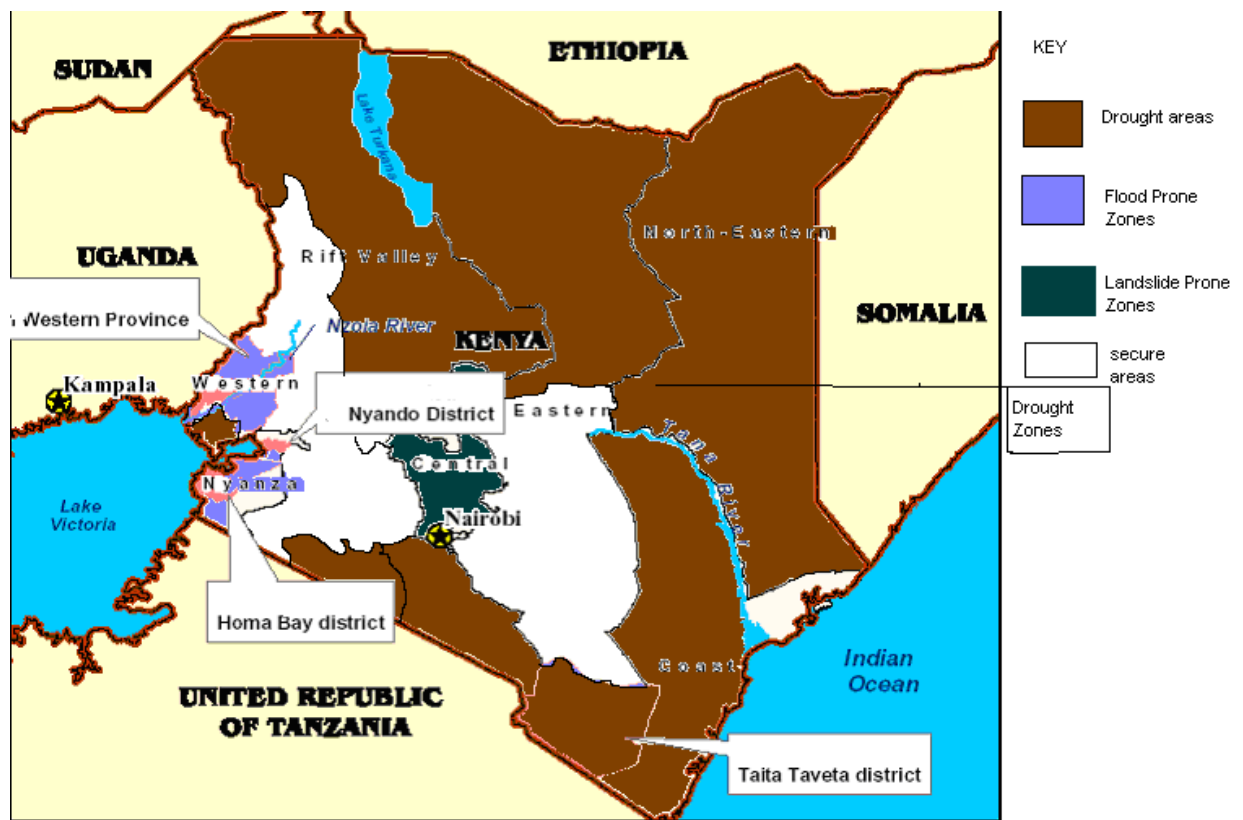 SUDAN
ETHIOPIA
KEY
Lake Turkana
Drought areas
Flood Prone
Zones
North-Eastern
UGANDA
Rift Valley
Landslide Prone
Zones
SOMALIA
Western Province
Nzola River
KENYA
secure
areas
Kampala
Western
Nyando District
Eastern
Drought
Zones
Tana River
Central
Nyanza
Lake
Victoria
Nairobi
Homa Bay district
Coast
Indian
Ocean
UNITED REPUBLIC
OF TANZANIA
Taita Taveta district